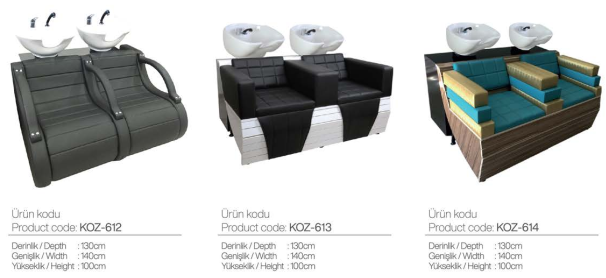 Ürün kodu
Product code: KOZ-612
Derinlik / Depth : 130cm
Genişlik / Width : 140cm
Yükseklik / Height : 100cm
Ürün kodu
Product code: KOZ-613
Derinlik / Depth : 130cm
Genişlik / Width : 140cm
Yükseklik / Height : 100cm
Ürün kodu
Product code: KOZ-614
Derinlik / Depth : 130cm
Genişlik / Width : 140cm
Yükseklik / Height : 100cm